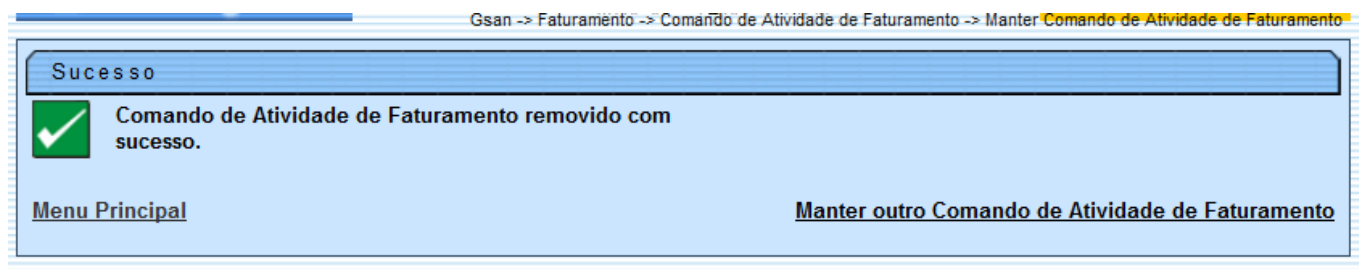 Gsan -> Faturamento -> Comando de Atividade de Faturamento -> Manter Comando de Atividade de Faturamento
Sucesso
Comando de Atividade de Faturamento removido com
sucesso.
Menu Principal
Manter outro Comando de Atividade de Faturamento